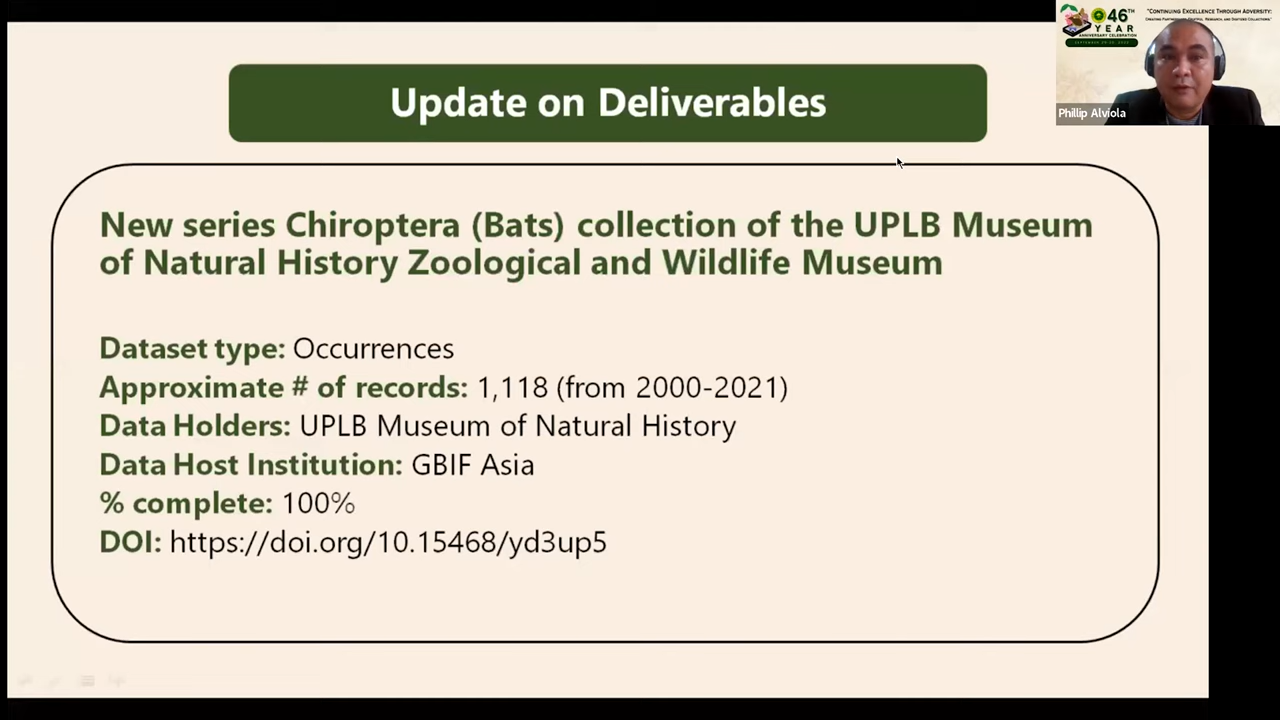 Update on Deliverables
New series Chiroptera (Bats) collection of the UPLB Museum
of Natural History Zoological and Wildlife Museum
Dataset type: Occurrences
Approximate # of records: 1,118 (from 2000-2021)
Data Holders: UPLB Museum of Natural History
Data Host Institution: GBIF Asia
% complete: 100%
DOI: https://doi.org/10.15468/yd3up5
46TH
YEAR
ANNIVERSARY CELEBRATION
"CONTINUING EXCELLENCE THROUGH ADVERSITY:
Phillip Alviola